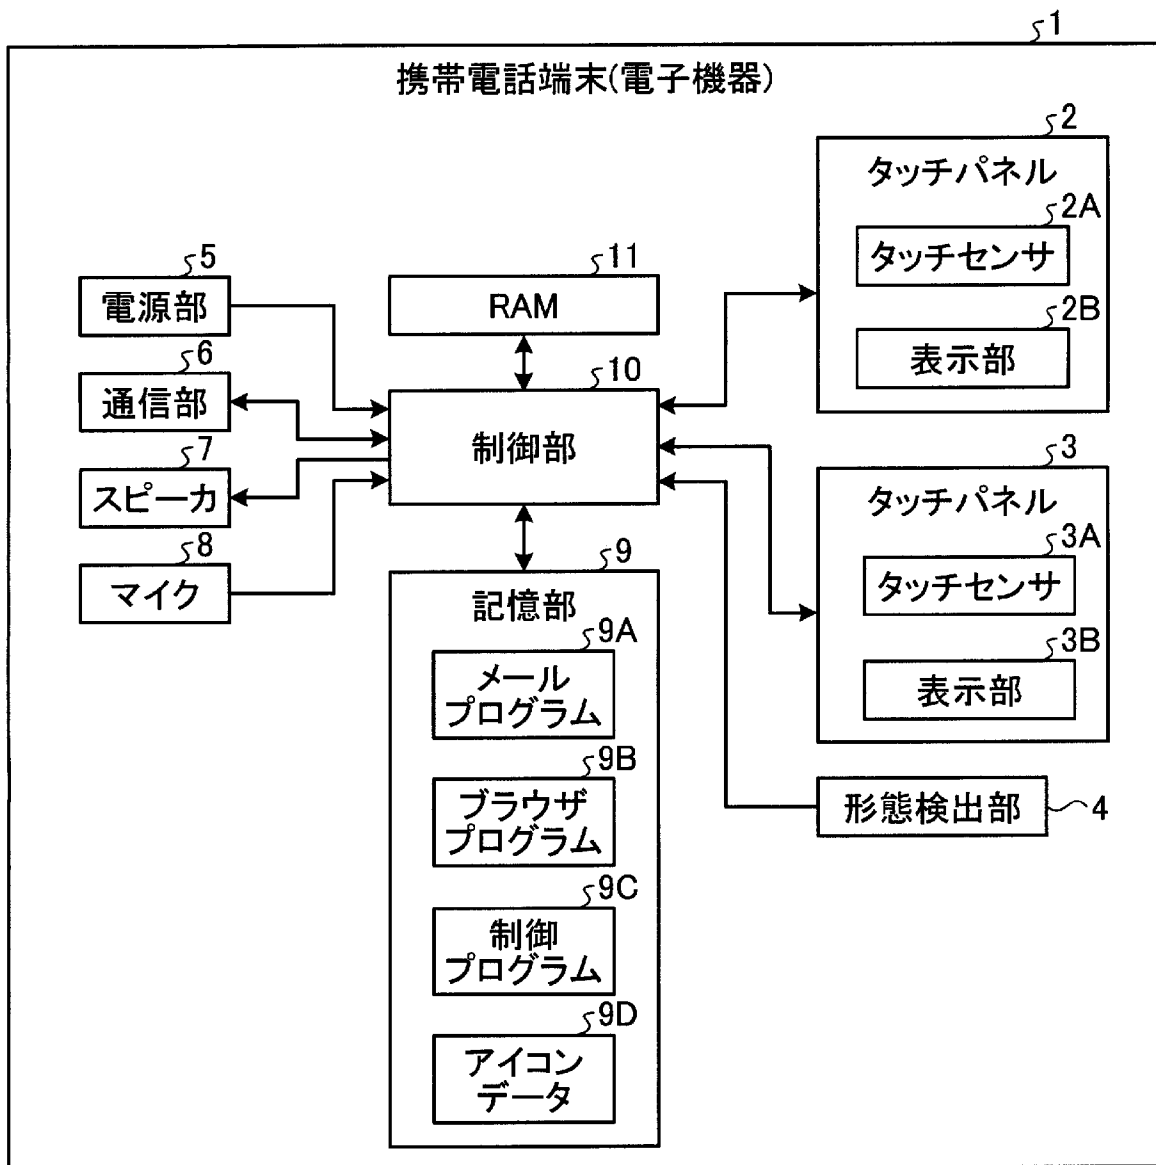 1
携帯電話端末(電子機器)
2
タッチパネル
2A
タッチセンサ
2B
表示部
5
電源部
11
RAM
6
通信部
10
制御部
7
スピーカ
3
タッチパネル
3A
タッチセンサ
3B
表示部
8
マイク
9
記憶部
9A
メール
プログラム
9B
ブラウザ
プログラム
形態検出部
4
9C
制御
プログラム
9D
アイコン
データ